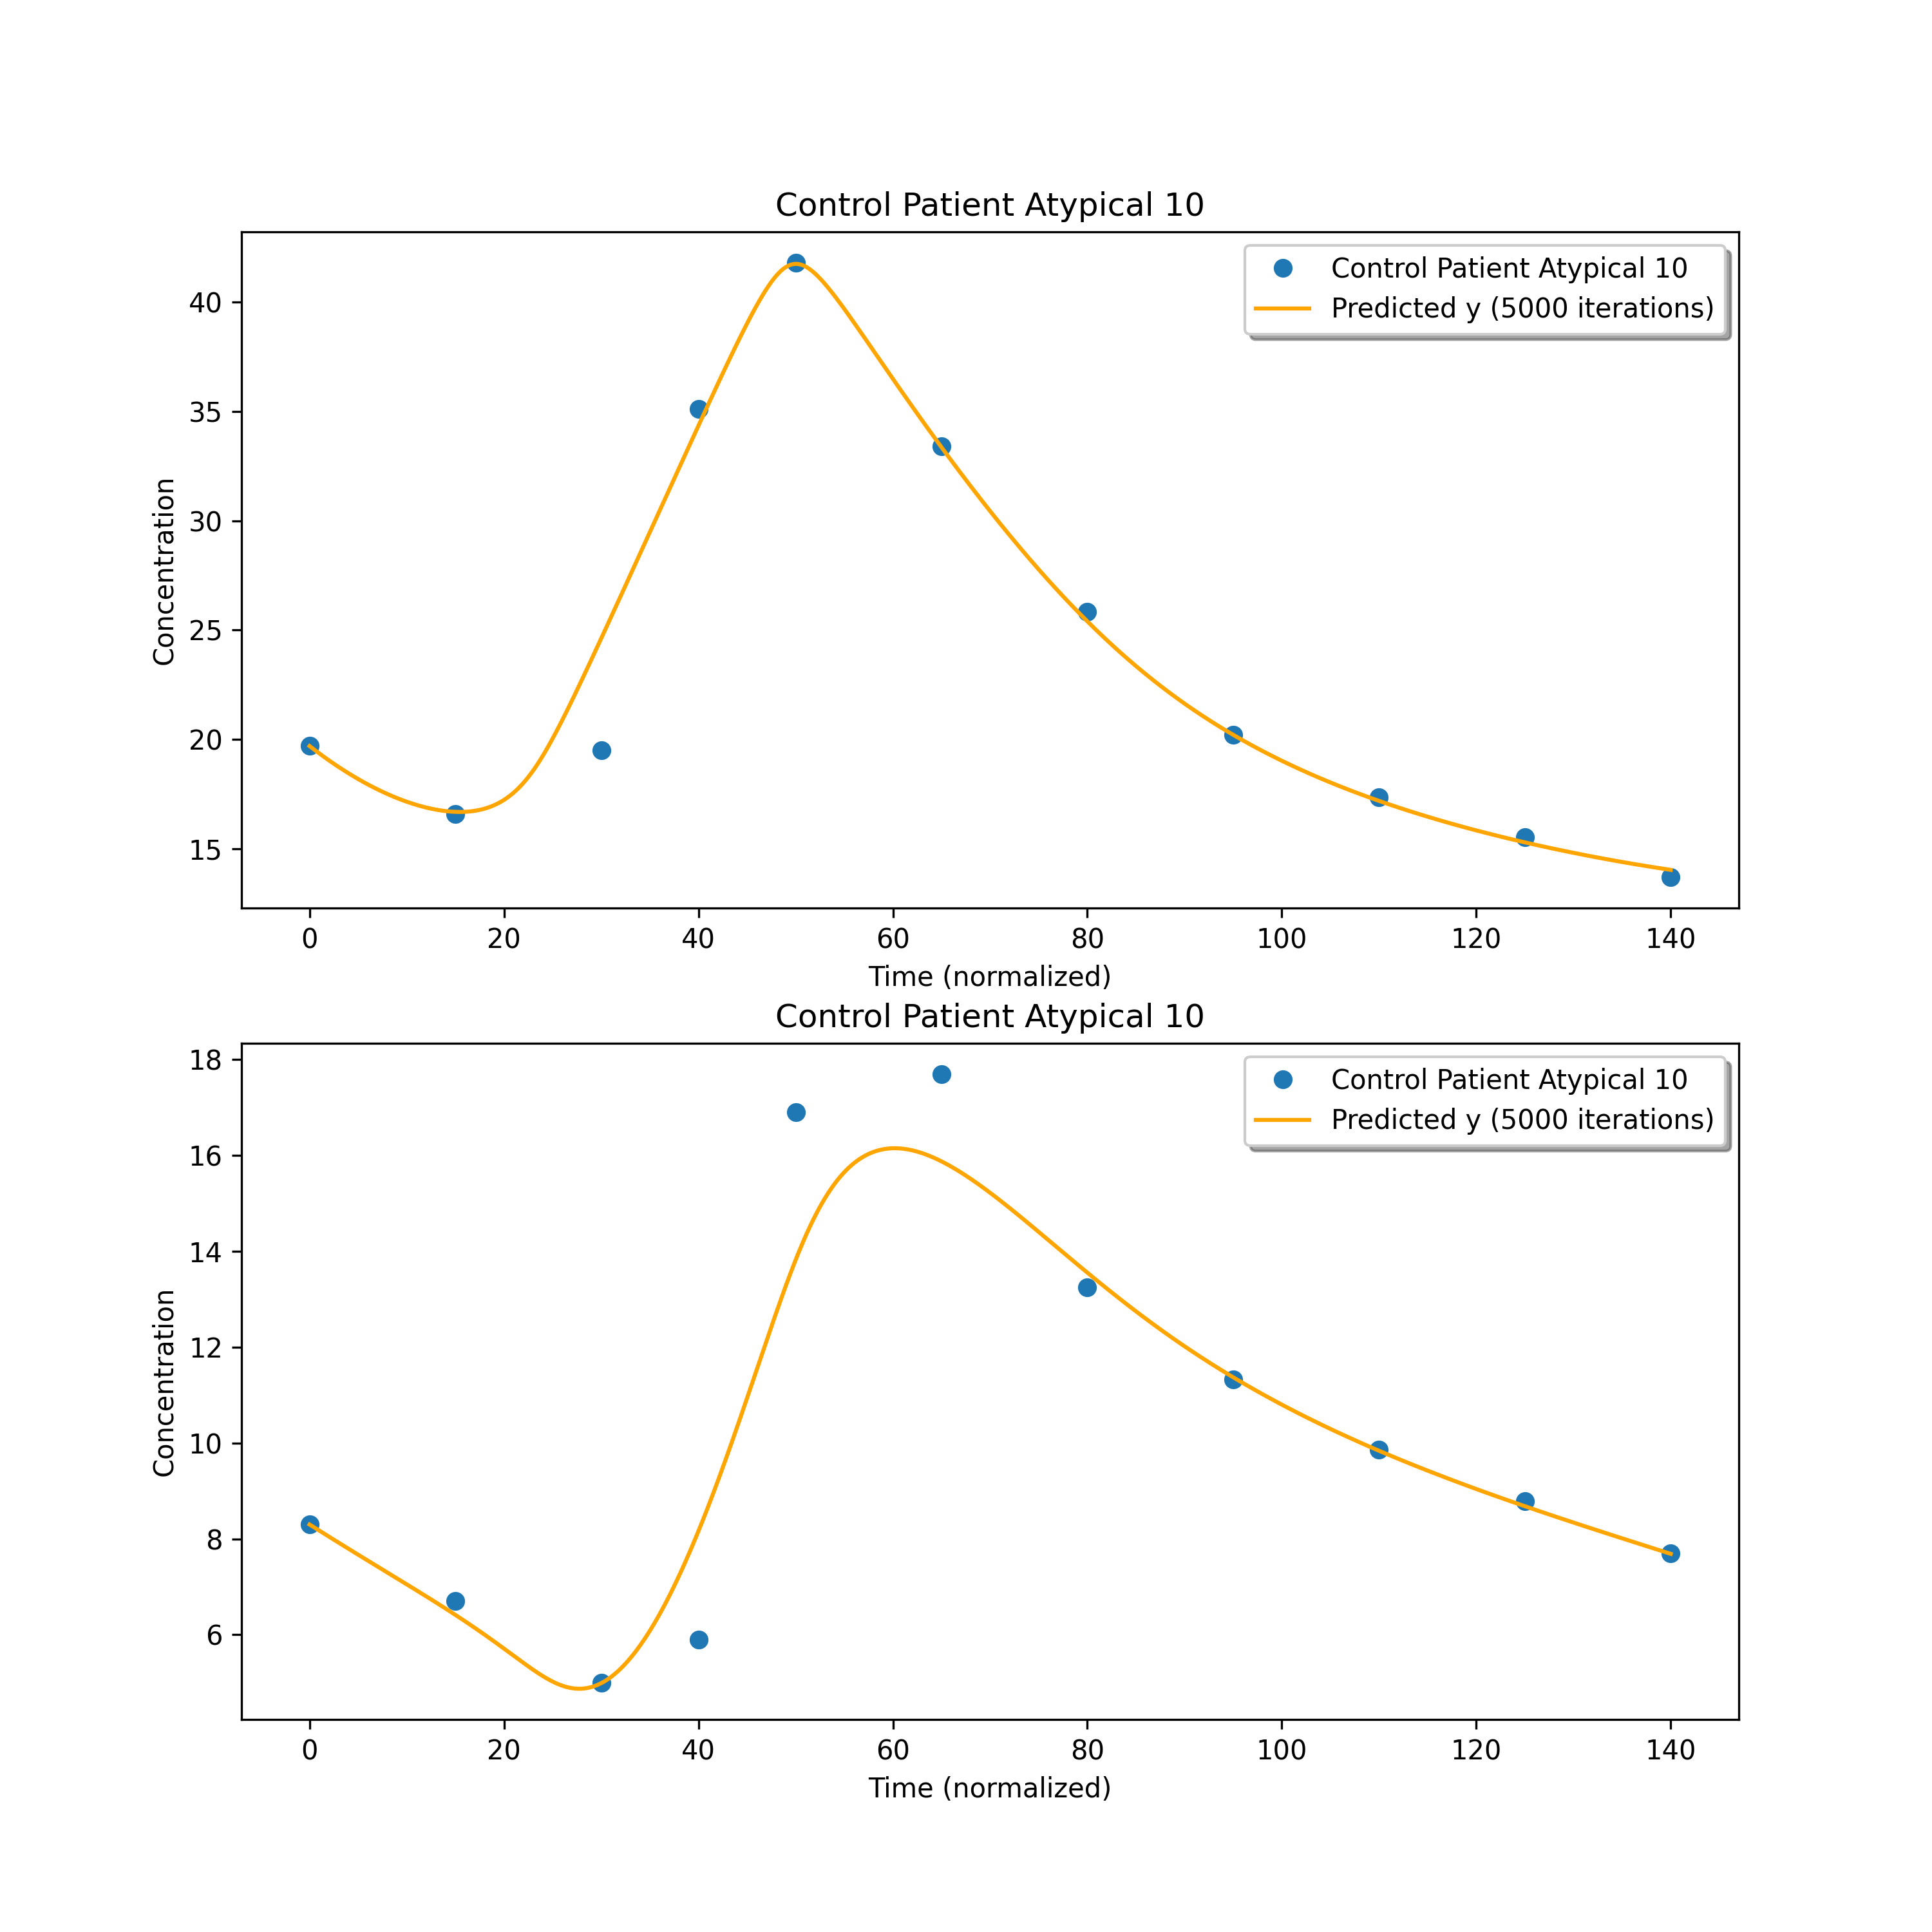 Control Patient Atypical 10
Control Patient Atypical 10
Predicted y (5000 iterations)
40
35
30
25
20
15
Concentration
0 20 40 60 80 100 120 140
Time (normalized)
Control Patient Atypical 10
Control Patient Atypical 10
Predicted y (5000 iterations)
18
16
14
12
10
8
6
Concentration
0 20 40 60 80 100 120 140
Time (normalized)